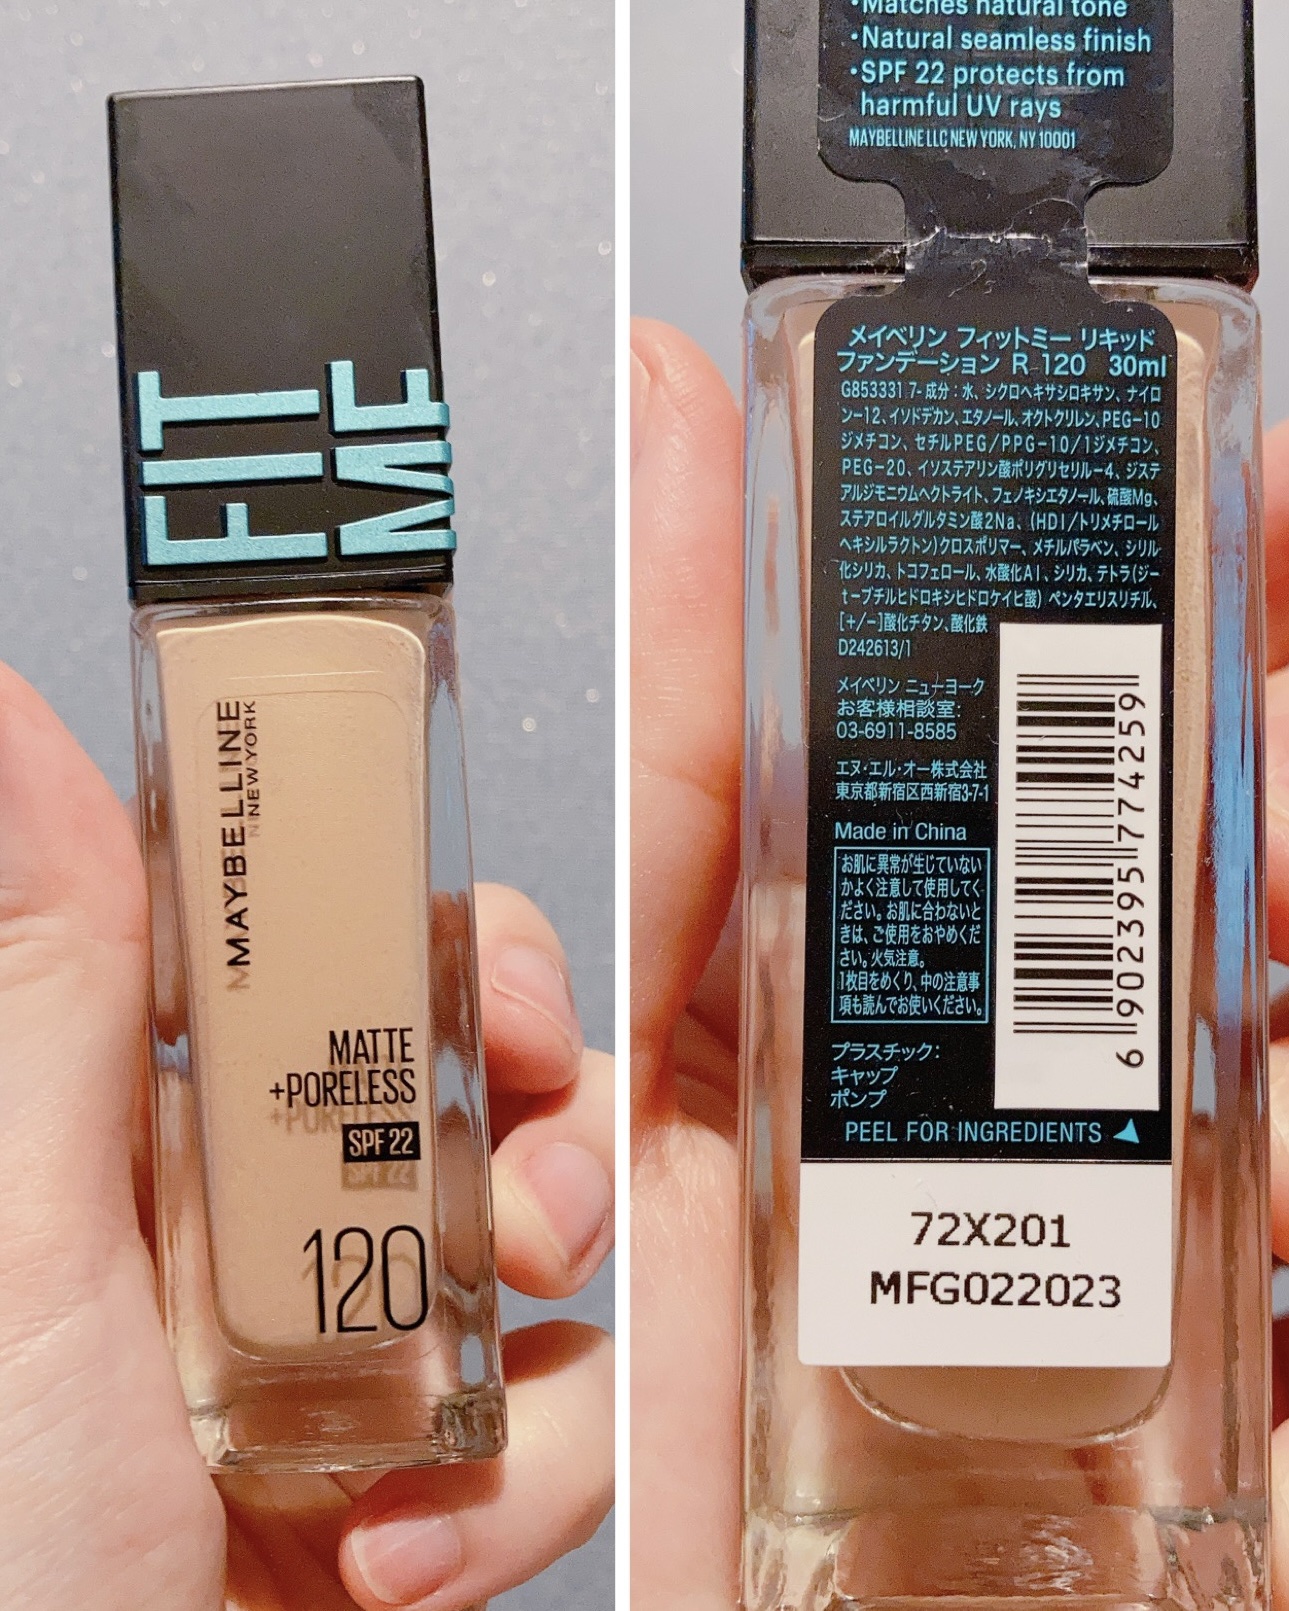 FIT
ME
MAYBELLINE
NEW YORK
MATTE
+PORELESS
SPF 22
120
•Matches natural tone
•Natural seamless finish
•SPF 22 protects from
harmful UV rays
MAYBELLINE LLC NEW YORK, NY 10001
メイベリン フィットミー リキッド
ファンデーション R 120 30ml
G853331 7- 成分：水、シクロヘキサシロキサン、ナイロ
ン-12、イソドデカン、エタノール、オクトクリレン、PEG-10
ジメチコン、セチルPEG/PPG-10/1ジメチコン、
PEG-20、イソステアリン酸ポリグリセリル-4、ジステ
アルジモニウムヘクトライト、フェノキシエタノール、硫酸Mg、
ステアロイルグルタミン酸2Na、(HDI/トリメチロール
ヘキシルラクトン)クロスポリマー、メチルパラベン、シリル
化シリカ、トコフェロール、水酸化Al、シリカ、テトラ(ジー
t-ブチルヒドロキシヒドロケイヒ酸) ペンタエリスリチル、
[+/-]酸化チタン、酸化鉄
D242613/1
メイベリン ニューヨーク
お客様相談室:
03-6911-8585
エヌ・エル・オー株式会社
東京都新宿区西新宿3-7-1
Made in China
お肌に異常が生じていない
かよく注意して使用してく
ださい。お肌に合わないと
きは、ご使用をおやめくだ
さい。火気注意。
1枚目をめくり、中の注意事
項も読んでお使いください。
プラスチック:
キャップ
ポンプ
6 902395 774259
PEEL FOR INGREDIENTS
72X201
MFG022023